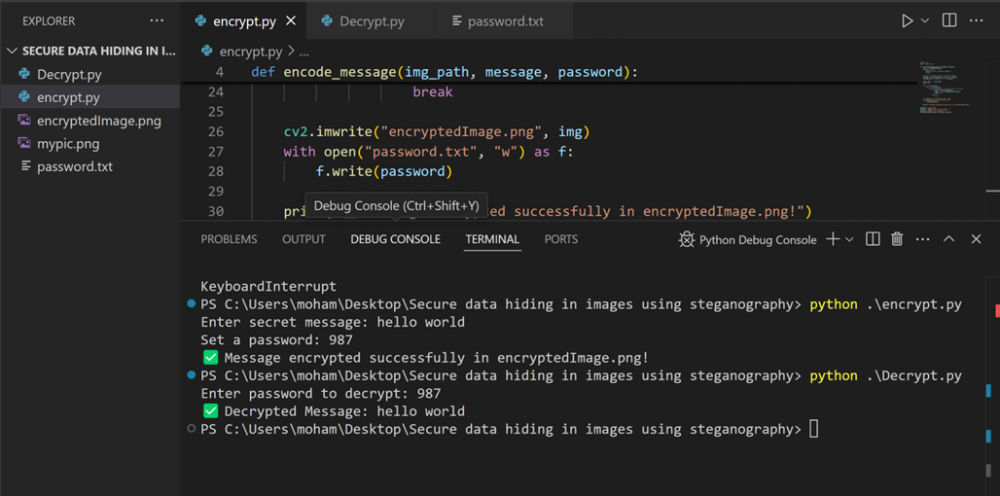 EXPLORER ...
SECURE DATA HIDING IN I...
Decrypt.py
encrypt.py
encryptedImage.png
mypic.png
password.txt
encrypt.py Decrypt.py password.txt
encrypt.py > ...
4 def encode_message(img_path, message, password):
24 break
25
26 cv2.imwrite("encryptedImage.png", img)
27 with open("password.txt", "w") as f:
28 f.write(password)
29
Debug Console (Ctrl+Shift+Y)
30 pri ted successfully in encryptedImage.png!")
PROBLEMS OUTPUT DEBUG CONSOLE TERMINAL PORTS Python Debug Console
KeyboardInterrupt
PS C:\Users\moham\Desktop\Secure data hiding in images using steganography> python .\encrypt.py
Enter secret message: hello world
Set a password: 987
✅ Message encrypted successfully in encryptedImage.png!
PS C:\Users\moham\Desktop\Secure data hiding in images using steganography> python .\Decrypt.py
Enter password to decrypt: 987
✅ Decrypted Message: hello world
PS C:\Users\moham\Desktop\Secure data hiding in images using steganography>